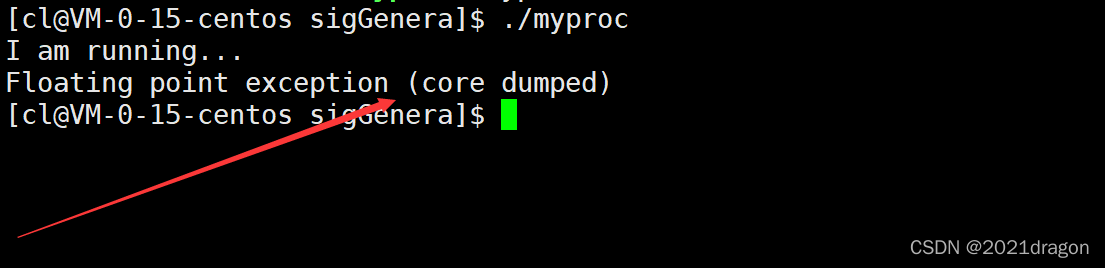 [cl@VM-0-15-centos sigGenera]$ ./myproc
I am running...
Floating point exception (core dumped)
[cl@VM-0-15-centos sigGenera]$
CSDN @2021dragon